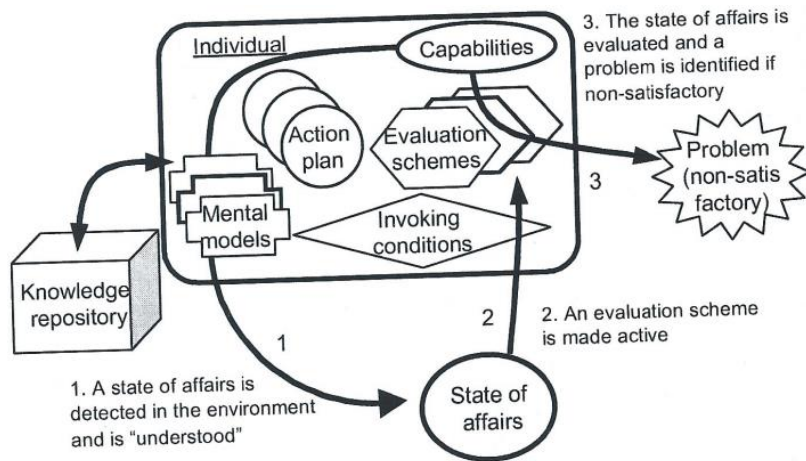 Individual
Capabilities
3. The state of affairs is
evaluated and a
problem is identified if
non-satisfactory
Action
plan
Evaluation
schemes
3
Problem
(non-satis
factory)
Mental
models
Invoking
conditions
Knowledge
repository
1
2
2. An evaluation scheme
is made active
1. A state of affairs is
detected in the environment
and is “understood”
State of
affairs